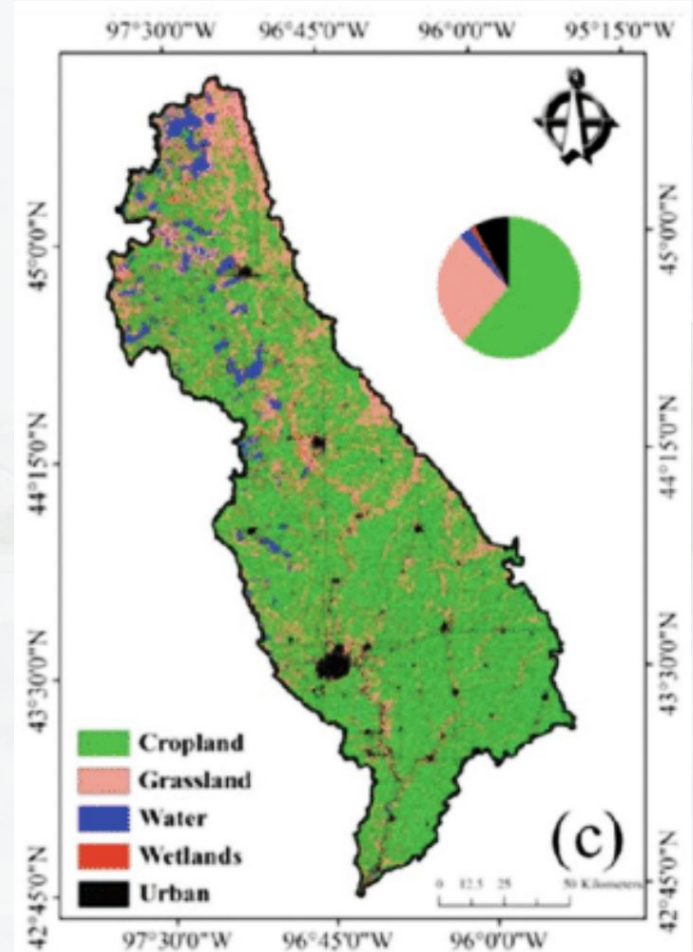 97°30'0"W 96°45'0"W 96°0'0"W 95°15'0"W
45°0'0"N 45°0'0"N
44°15'0"N 44°15'0"N
43°30'0"N 43°30'0"N
42°45'0"N 42°45'0"N
Cropland
Grassland
Water
Wetlands
Urban
(c)
0 12.5 25 50 Kilometers
97°30'0"W 96°45'0"W 96°0'0"W